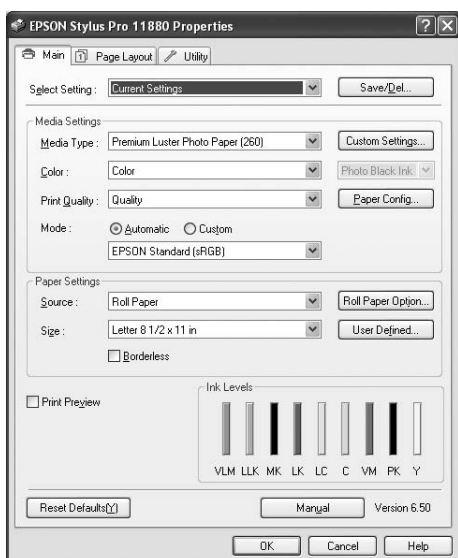 EPSON Stylus Pro 11880 Properties
Main Page Layout Utility
Select Setting : Current Settings Save/Del...
Media Settings
Media Type : Premium Luster Photo Paper (260) Custom Settings...
Color : Color Photo Black Ink
Print Quality : Quality Paper Config...
Mode : Automatic Custom
EPSON Standard (sRGB)
Paper Settings
Source : Roll Paper Roll Paper Option...
Size : Letter 8 1/2 x 11 in User Defined...
Borderless
Print Preview
Ink Levels
VLM LLK MK LK LC C VM PK Y
Reset Defaults(Y) Manual Version 6.50
OK Cancel Help